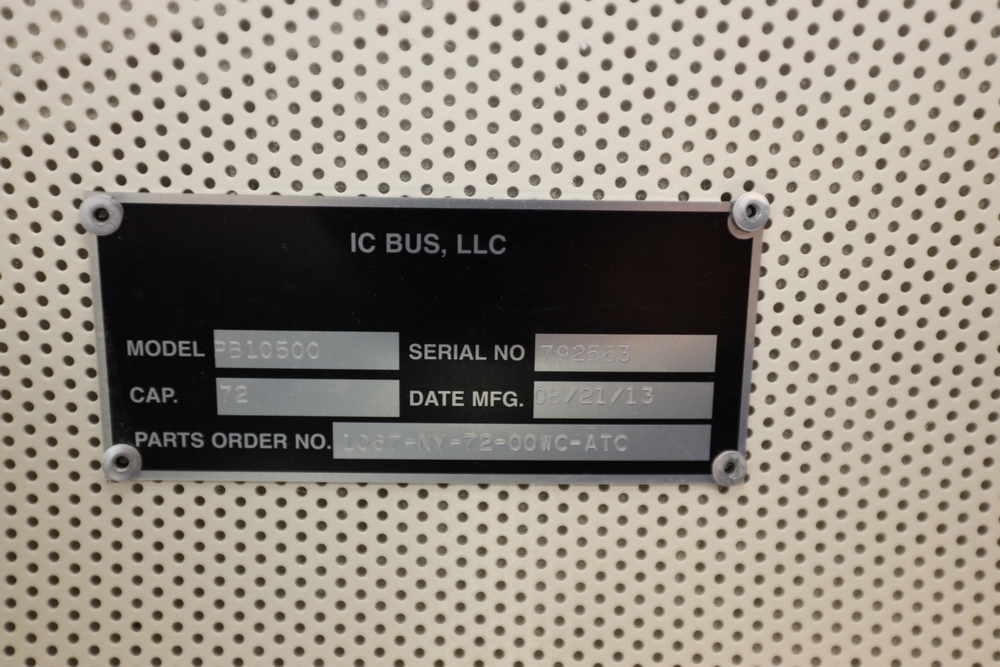 IC BUS, LLC
MODEL PB10500 SERIAL NO 792563
CAP. 72 DATE MFG. 08/21/13
PARTS ORDER NO. 1067-NY-72-00WC-ATC